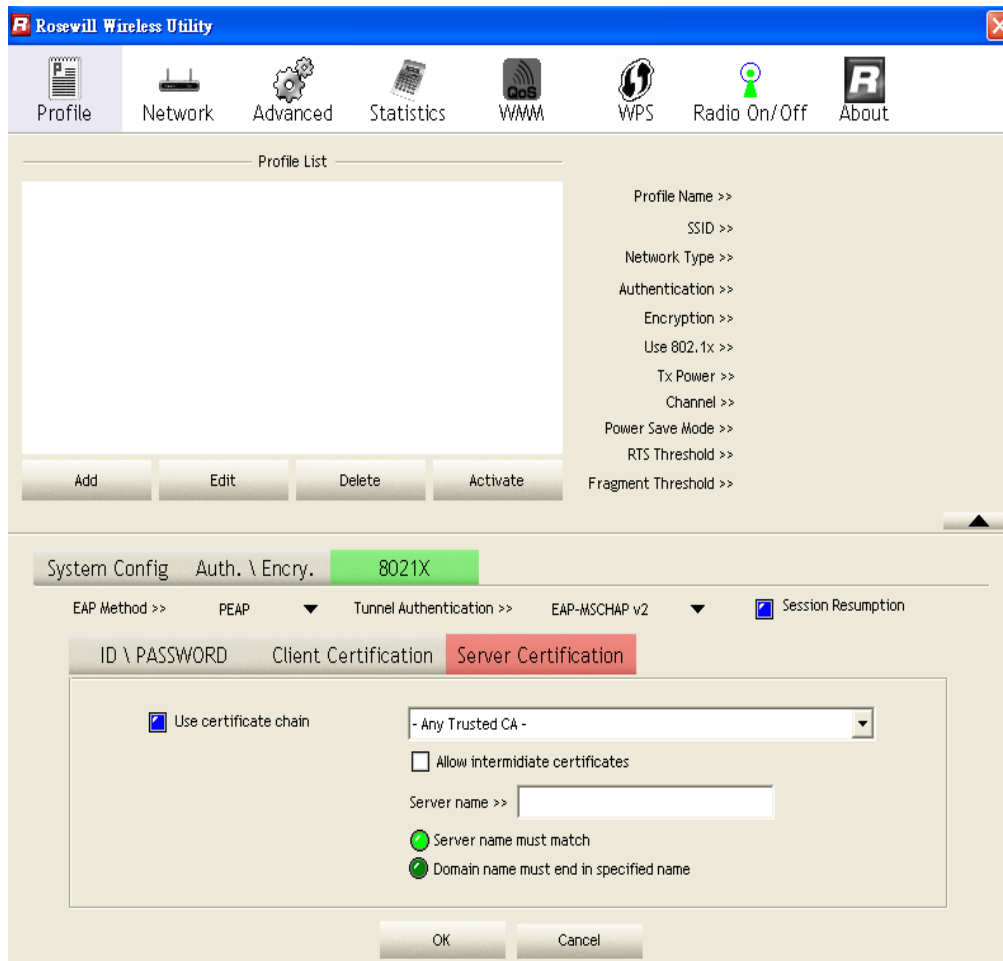 R Rosewill Wireless Utility
Profile Network Advanced Statistics QoS WMM WPS Radio On/Off R About
Profile List
Profile Name >>
SSID >>
Network Type >>
Authentication >>
Encryption >>
Use 802.1x >>
Tx Power >>
Channel >>
Power Save Mode >>
RTS Threshold >>
Fragment Threshold >>
Add Edit Delete Activate
System Config Auth. \ Encry. 8021X
EAP Method >> PEAP Tunnel Authentication >> EAP-MSCHAP v2 Session Resumption
ID \ PASSWORD Client Certification Server Certification
Use certificate chain - Any Trusted CA -
Allow intermidiate certificates
Server name >>
Server name must match
Domain name must end in specified name
OK Cancel